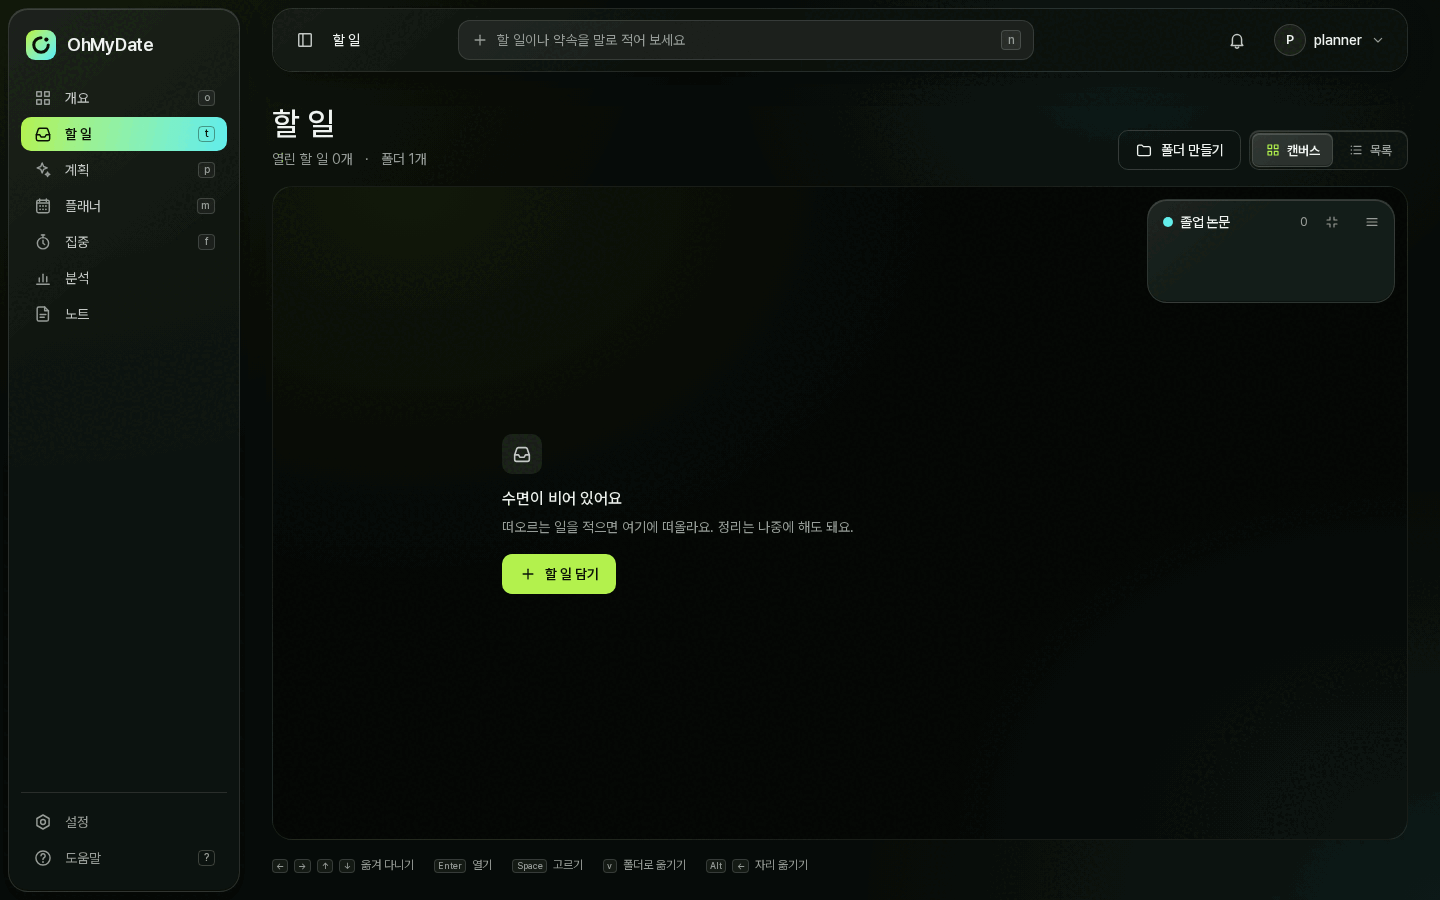 OhMyDate
개요 o
할 일 t
계획 p
플래너 m
집중 f
분석
노트
설정
도움말 ?
할 일
할 일이나 약속을 말로 적어 보세요 n
P planner
할 일
열린 할 일 0개 · 폴더 1개
폴더 만들기
캔버스
목록
졸업 논문 0
수면이 비어 있어요
떠오르는 일을 적으면 여기에 떠올라요. 정리는 나중에 해도 돼요.
할 일 담기
← → ↑ ↓ 옮겨 다니기 Enter 열기 Space 고르기 v 폴더로 옮기기 Alt ← 자리 옮기기